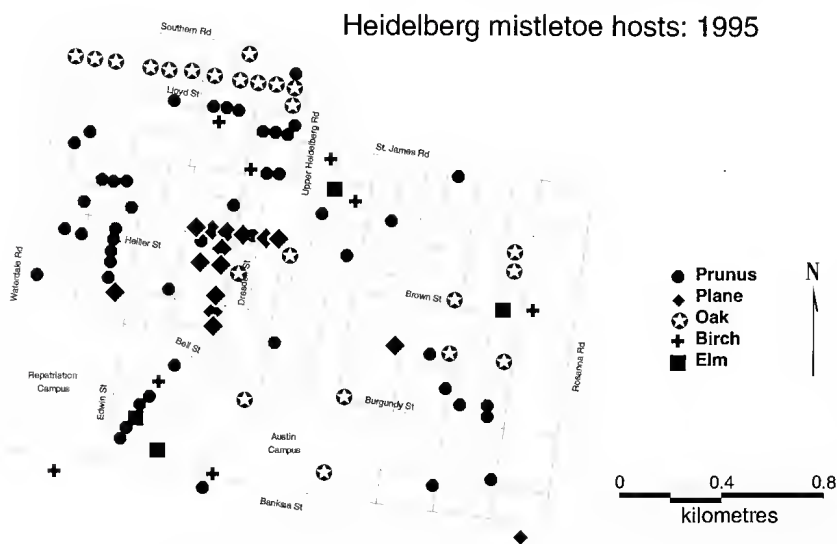 Heidelberg mistletoe hosts: 1995
Southern Rd
Lloyd St
Upper Heidelberg Rd
St. James Rd
Waterdale Rd
Hailter St
Dresden St
Brown St
Rosanna Rd
Bell St
Repatriation
Campus
Edwin St
Burgundy St
Austin
Campus
Banksia St
Prunus
Plane
Oak
Birch
Elm
N
0 0.4 0.8
kilometres